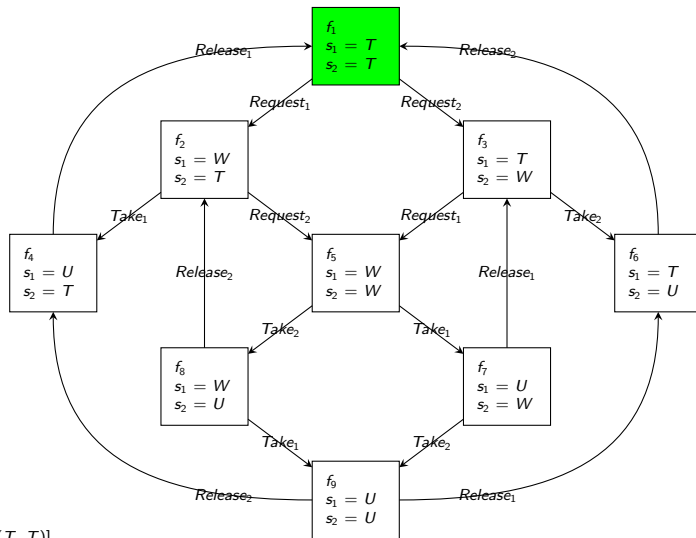 f₁
s₁ = T
s₂ = T
Release₁
Release₂
Request₁
Request₂
f₂
s₁ = W
s₂ = T
f₃
s₁ = T
s₂ = W
Take₁
Request₂
Request₁
Take₂
f₄
s₁ = U
s₂ = T
f₅
s₁ = W
s₂ = W
f₆
s₁ = T
s₂ = U
Release₂
Release₁
Take₂
Take₁
f₈
s₁ = W
s₂ = U
f₇
s₁ = U
s₂ = W
Take₁
Take₂
f₉
s₁ = U
s₂ = U
Release₂
Release₁
T, T)]